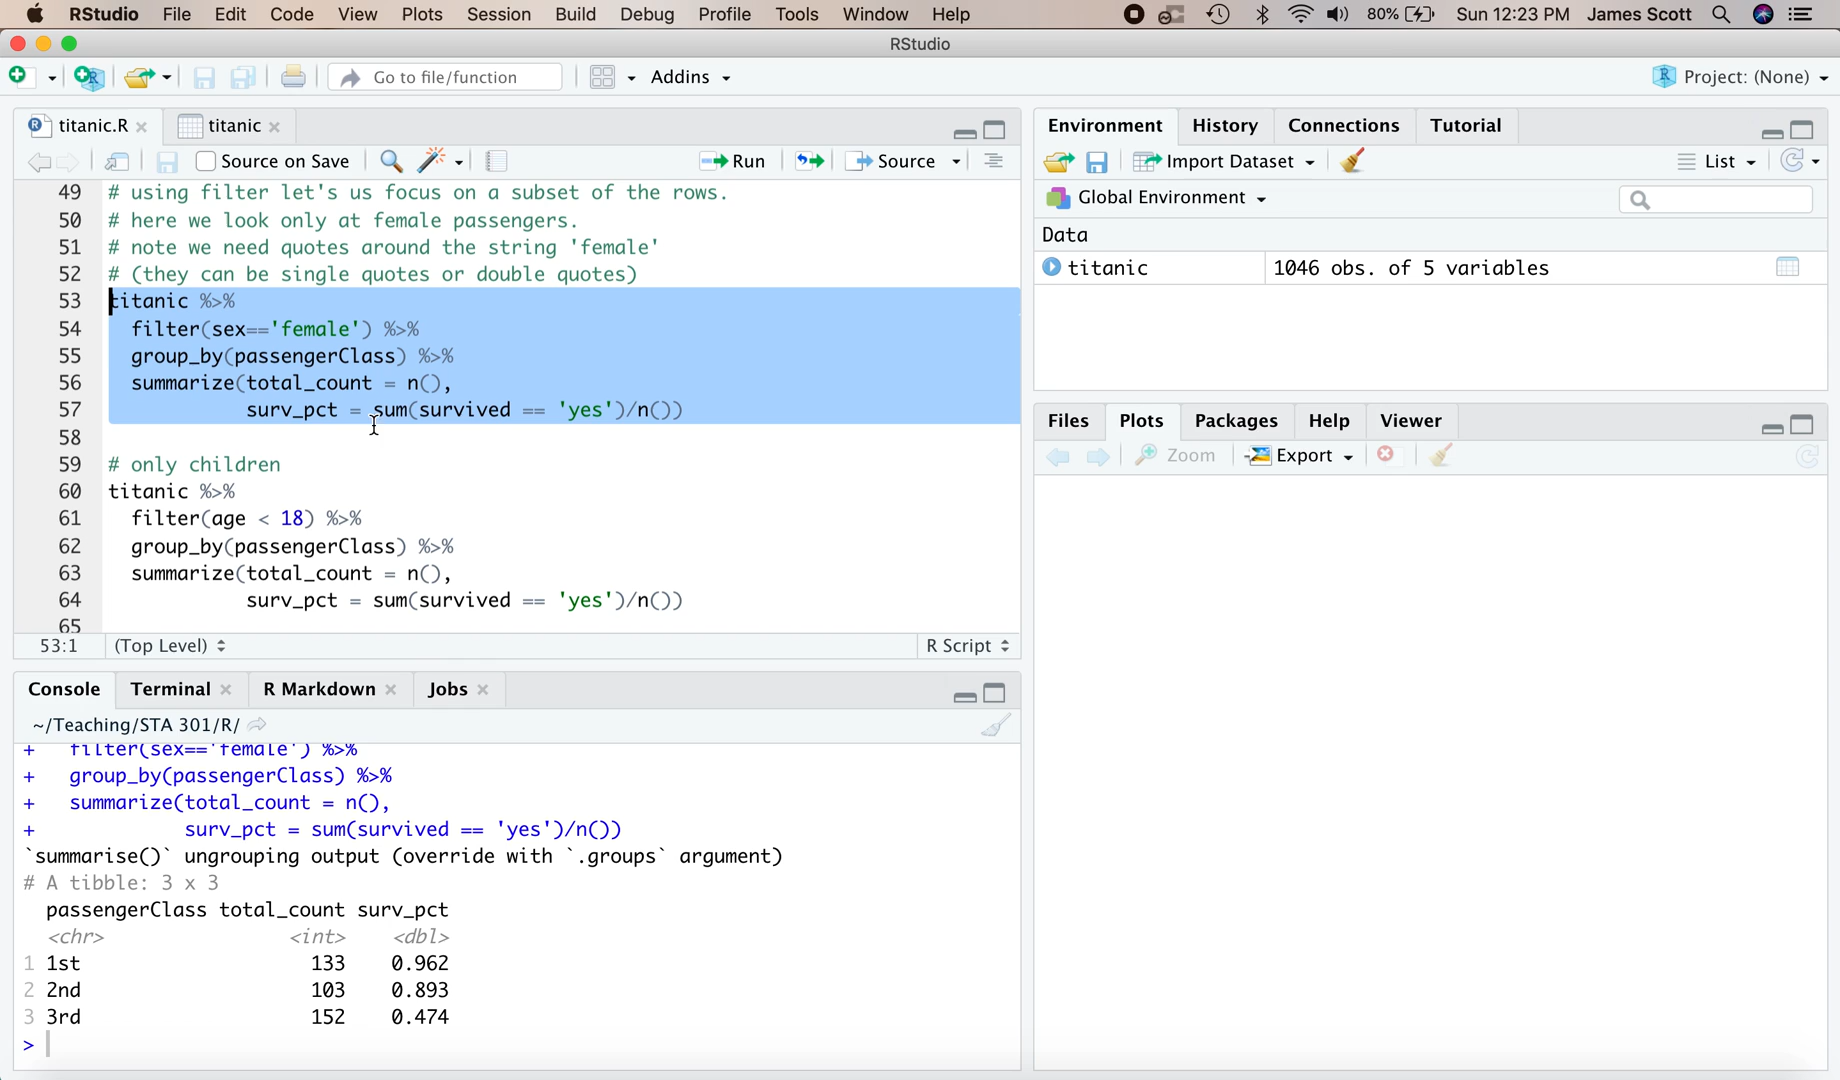 RStudio File Edit Code View Plots Session Build Debug Profile Tools Window Help 80% Sun 12:23 PM James Scott
RStudio
Go to file/function Addins Project: (None)
titanic.R titanic
Source on Save Run Source
49 # using filter let's us focus on a subset of the rows.
50 # here we look only at female passengers.
51 # note we need quotes around the string 'female'
52 # (they can be single quotes or double quotes)
53 titanic %>%
54 filter(sex=='female') %>%
55 group_by(passengerClass) %>%
56 summarize(total_count = n(),
57 surv_pct = sum(survived == 'yes')/n())
58
59 # only children
60 titanic %>%
61 filter(age < 18) %>%
62 group_by(passengerClass) %>%
63 summarize(total_count = n(),
64 surv_pct = sum(survived == 'yes')/n())
65
53:1 (Top Level) R Script
Console Terminal R Markdown Jobs
~/Teaching/STA 301/R/
+ filter(sex=='female') %>%
+ group_by(passengerClass) %>%
+ summarize(total_count = n(),
+ surv_pct = sum(survived == 'yes')/n())
`summarise()` ungrouping output (override with `.groups` argument)
# A tibble: 3 x 3
passengerClass total_count surv_pct
<chr> <int> <dbl>
1 1st 133 0.962
2 2nd 103 0.893
3 3rd 152 0.474
>
Environment History Connections Tutorial
Import Dataset List
Global Environment
Data
titanic 1046 obs. of 5 variables
Files Plots Packages Help Viewer
Zoom Export